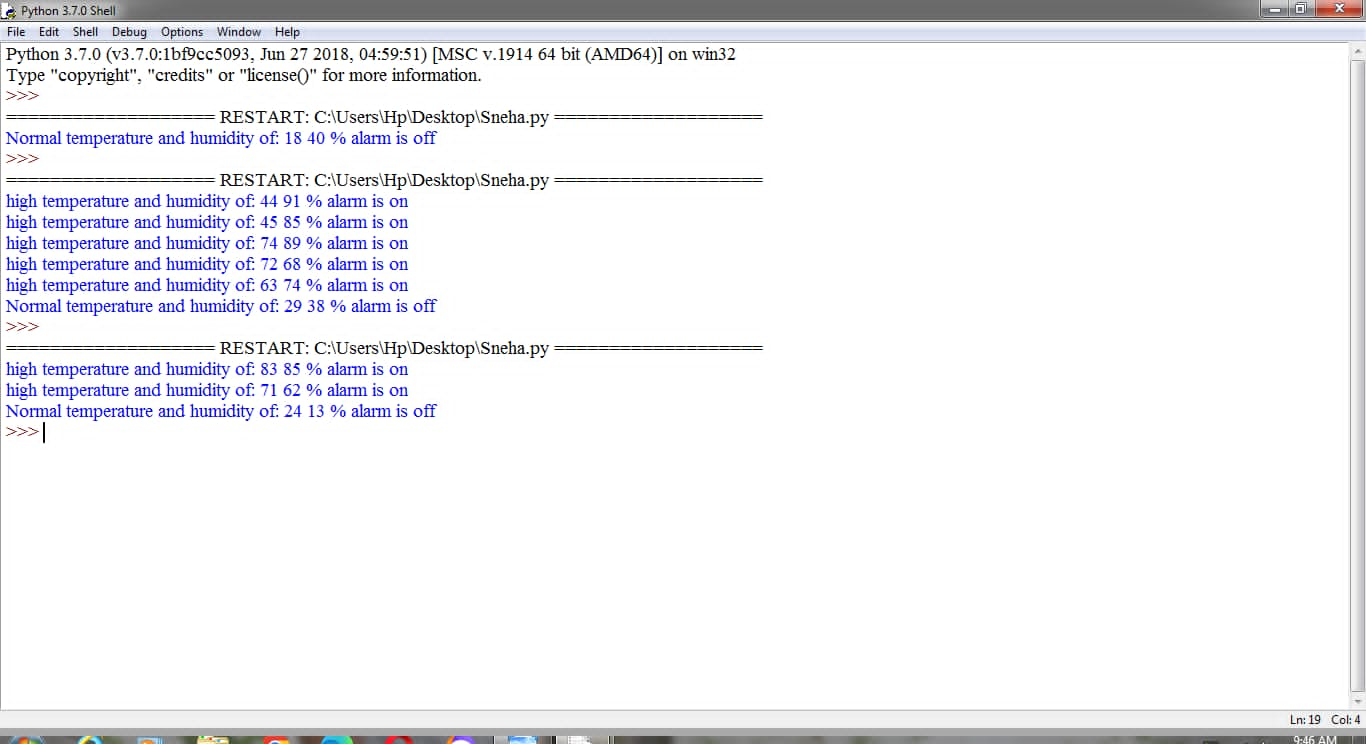 Python 3.7.0 Shell
File Edit Shell Debug Options Window Help
Python 3.7.0 (v3.7.0:1bf9cc5093, Jun 27 2018, 04:59:51) [MSC v.1914 64 bit (AMD64)] on win32
Type "copyright", "credits" or "license()" for more information.
>>>
=================== RESTART: C:\Users\Hp\Desktop\Sneha.py ===================
Normal temperature and humidity of: 18 40 % alarm is off
>>>
=================== RESTART: C:\Users\Hp\Desktop\Sneha.py ===================
high temperature and humidity of: 44 91 % alarm is on
high temperature and humidity of: 45 85 % alarm is on
high temperature and humidity of: 74 89 % alarm is on
high temperature and humidity of: 72 68 % alarm is on
high temperature and humidity of: 63 74 % alarm is on
Normal temperature and humidity of: 29 38 % alarm is off
>>>
=================== RESTART: C:\Users\Hp\Desktop\Sneha.py ===================
high temperature and humidity of: 83 85 % alarm is on
high temperature and humidity of: 71 62 % alarm is on
Normal temperature and humidity of: 24 13 % alarm is off
>>>
Ln: 19 Col: 4
9:46 AM